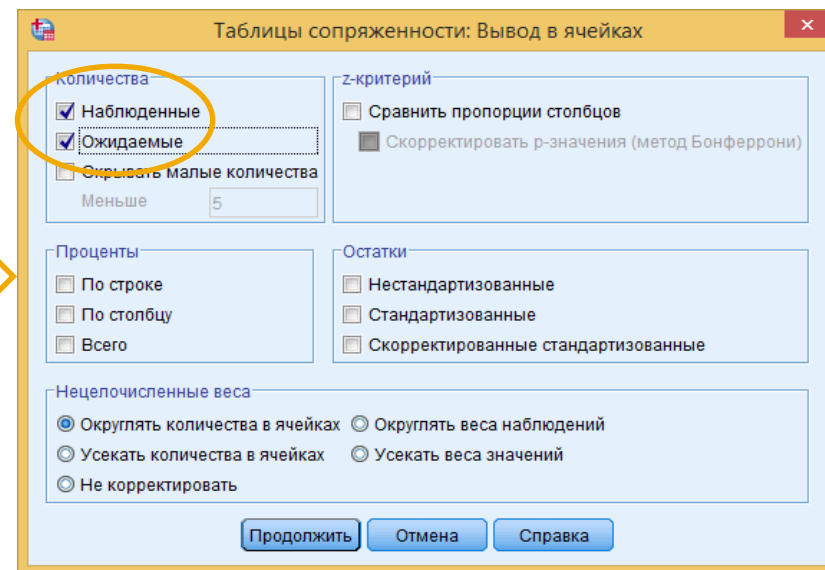 Таблицы сопряженности: Вывод в ячейках
Количества
Наблюденные
Ожидаемые
Скрывать малые количества
Меньше 5
z-критерий
Сравнить пропорции столбцов
Скорректировать p-значения (метод Бонферрони)
Проценты
По строке
По столбцу
Всего
Остатки
Нестандартизованные
Стандартизованные
Скорректированные стандартизованные
Нецелочисленные веса
Округлять количества в ячейках Округлять веса наблюдений
Усекать количества в ячейках Усекать веса значений
Не корректировать
Продолжить Отмена Справка